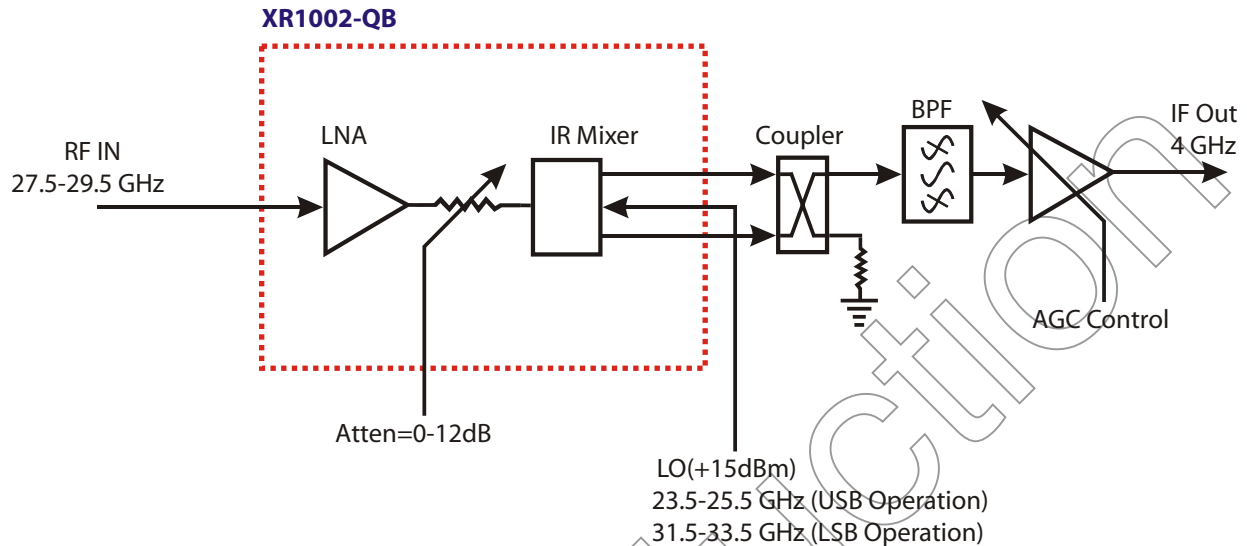 XR1002-QB
LNA
IR Mixer
Coupler
BPF
IF Out
4 GHz
RF IN
27.5-29.5 GHz
AGC Control
Atten=0-12dB
LO(+15dBm)
23.5-25.5 GHz (USB Operation)
31.5-33.5 GHz (LSB Operation)
uction